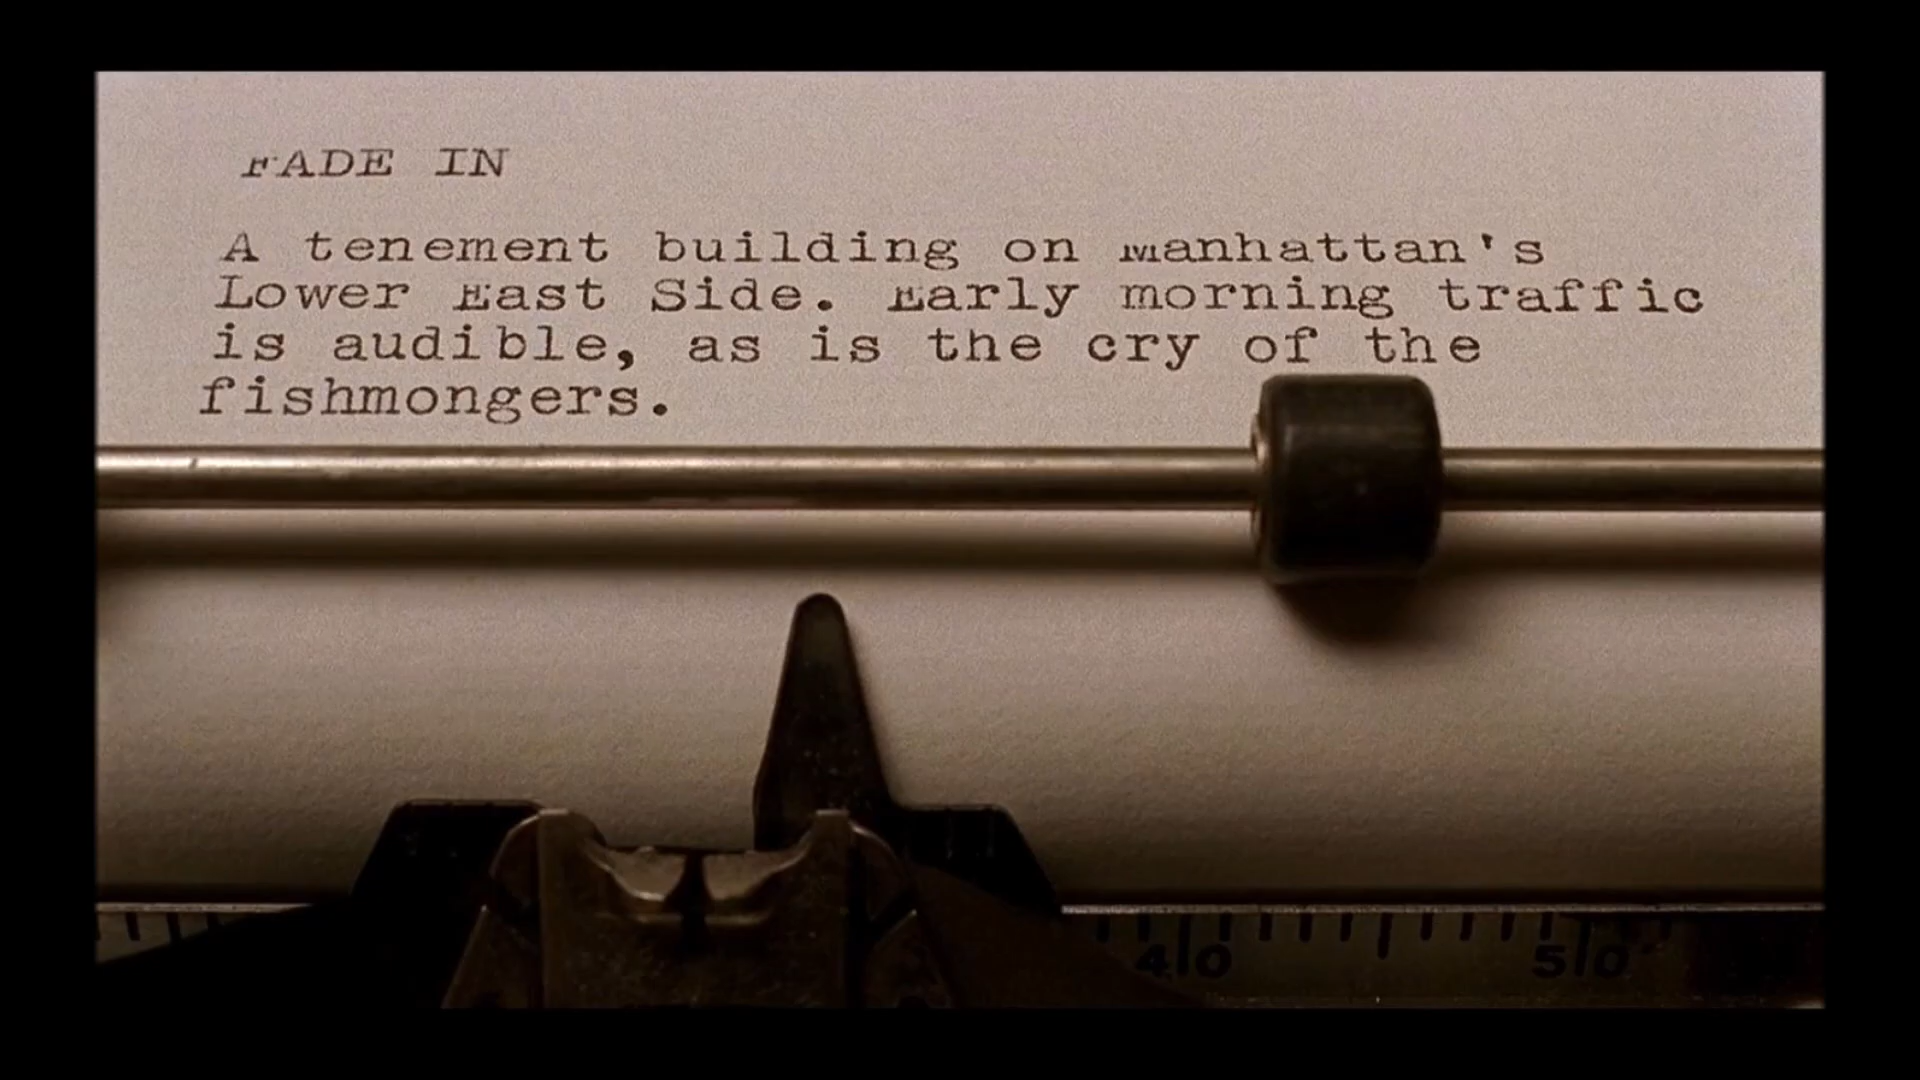 FADE IN
A tenement building on Manhattan's
Lower East Side. Early morning traffic
is audible, as is the cry of the
fishmongers.
40 50